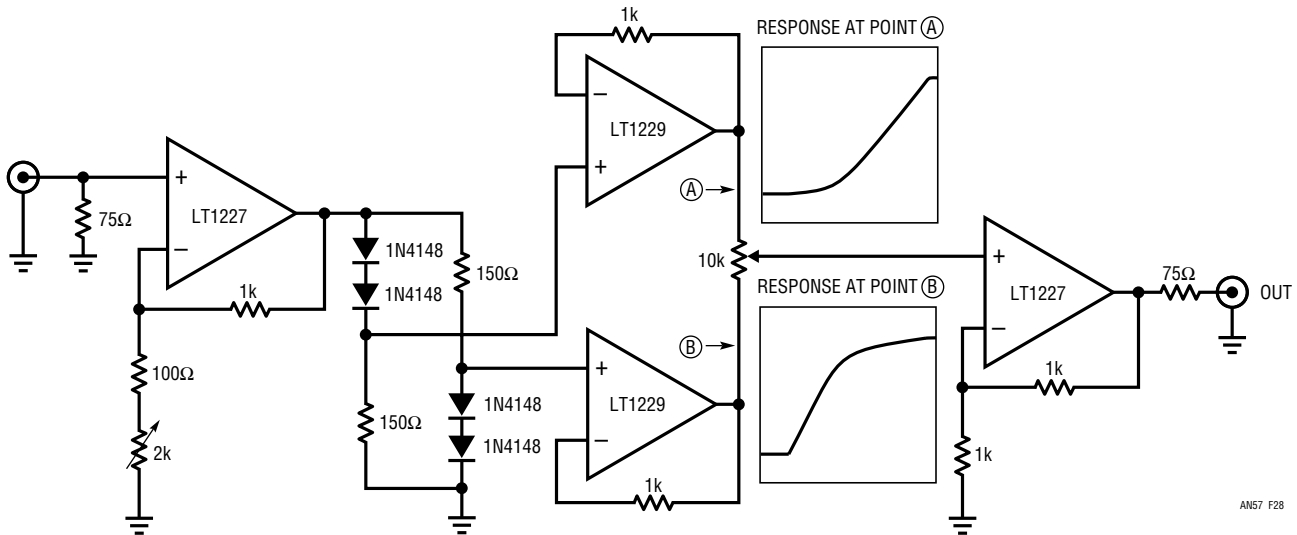 1k
RESPONSE AT POINT A
−
LT1229
+
+
LT1227
−
75Ω
1N4148
1N4148
150Ω
1k
A
10k
+
LT1227
−
75Ω
OUT
RESPONSE AT POINT B
B
100Ω
2k
150Ω
1N4148
1N4148
+
LT1229
−
1k
1k
1k
AN57 F28